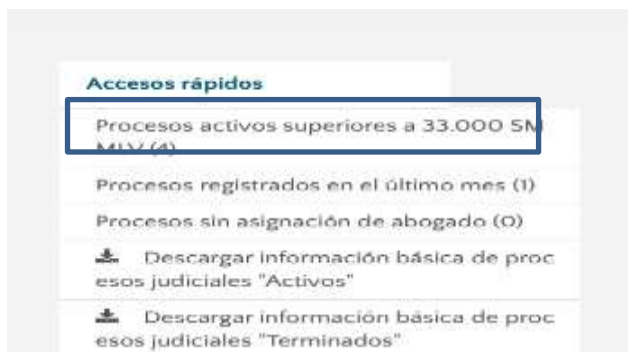 Accesos rápidos
Procesos activos superiores a 33.000 SM
MLV (4)
Procesos registrados en el último mes (1)
Procesos sin asignación de abogado (0)
Descargar información básica de proc
esos judiciales "Activos"
Descargar información básica de proc
esos judiciales "Terminados"